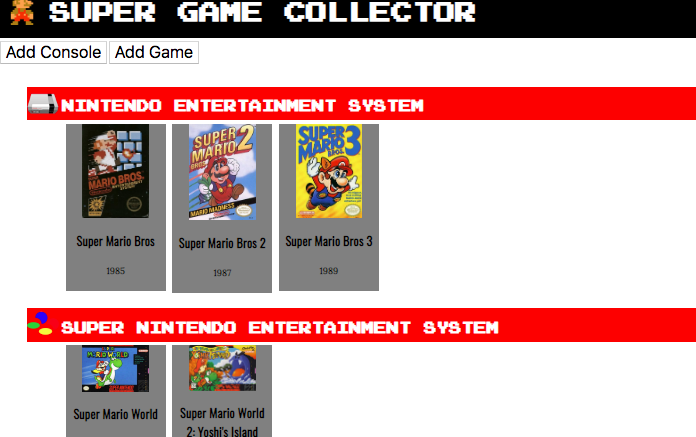 SUPER GAME COLLECTOR
Add Console Add Game
NINTENDO ENTERTAINMENT SYSTEM
MARIO BROS.
SUPER
MARIO 2
BROS
MARIO MADNESS
SUPER
MARIO BROS. 3
Super Mario Bros
Super Mario Bros 2
Super Mario Bros 3
1985
1987
1989
SUPER NINTENDO ENTERTAINMENT SYSTEM
MARIO WORLD
Super Mario World
Super Mario World
2: Yoshi's Island